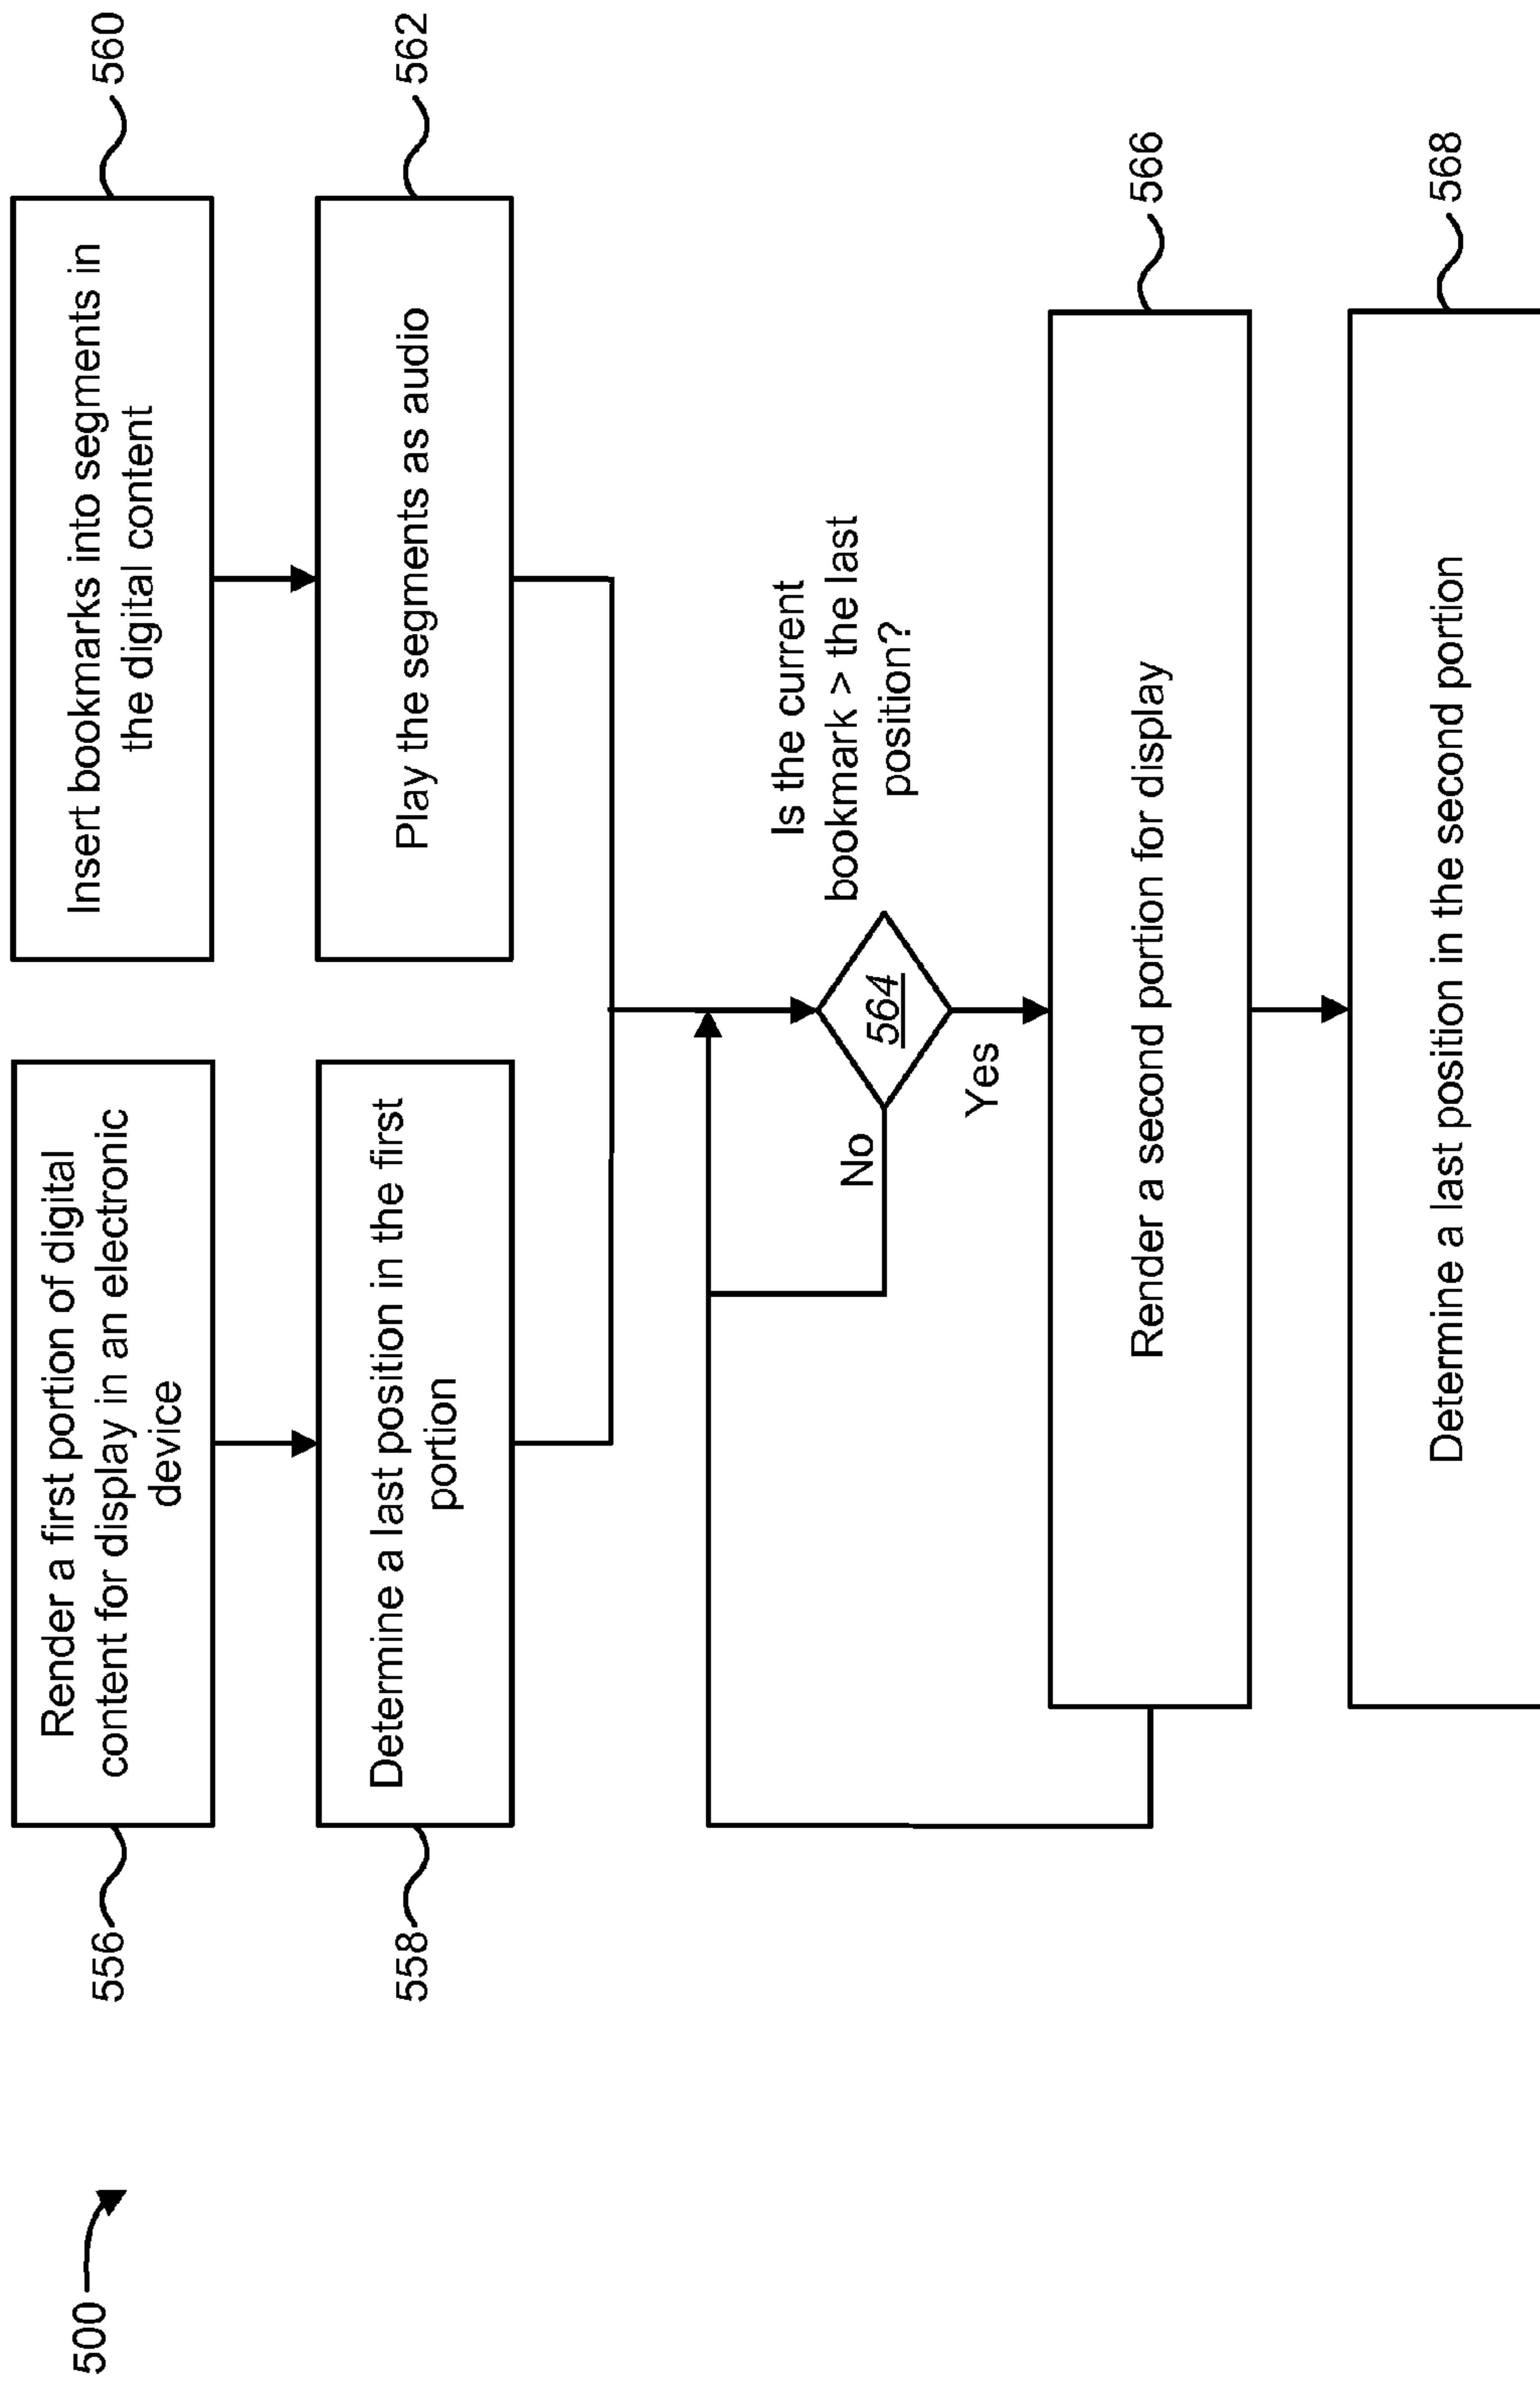 500
556
Render a first portion of digital
content for display in an electronic
device
Insert bookmarks into segments in
the digital content
560
558
Determine a last position in the first
portion
Play the segments as audio
562
Is the current
bookmark > the last
position?
564
No
Yes
Render a second portion for display
566
Determine a last position in the second portion
568